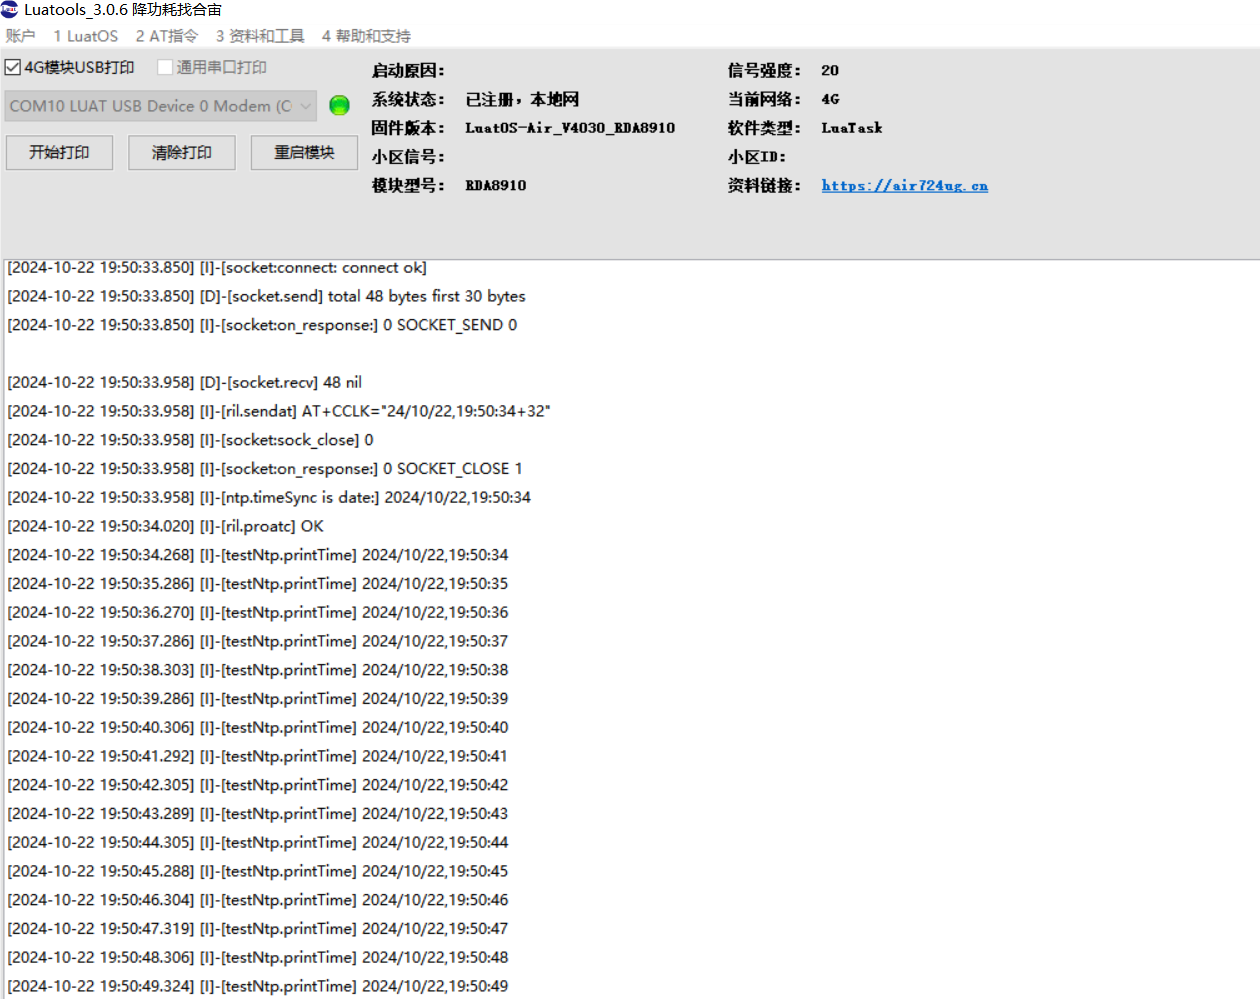 Luat Luatools_3.0.6 降功耗找合宙
账户 1 LuatOS 2 AT指令 3 资料和工具 4 帮助和支持
4G模块USB打印 通用串口打印
COM10 LUAT USB Device 0 Modem (C
开始打印 清除打印 重启模块
启动原因： 信号强度： 20
系统状态： 已注册，本地网 当前网络： 4G
固件版本： LuatOS-Air_V4030_RDA8910 软件类型： LuaTask
小区信号： 小区ID：
模块型号： RDA8910 资料链接： https://air724ug.cn
[2024-10-22 19:50:33.850] [I]-[socket:connect: connect ok]
[2024-10-22 19:50:33.850] [D]-[socket.send] total 48 bytes first 30 bytes
[2024-10-22 19:50:33.850] [I]-[socket:on_response:] 0 SOCKET_SEND 0
[2024-10-22 19:50:33.958] [D]-[socket.recv] 48 nil
[2024-10-22 19:50:33.958] [I]-[ril.sendat] AT+CCLK="24/10/22,19:50:34+32"
[2024-10-22 19:50:33.958] [I]-[socket:sock_close] 0
[2024-10-22 19:50:33.958] [I]-[socket:on_response:] 0 SOCKET_CLOSE 1
[2024-10-22 19:50:33.958] [I]-[ntp.timeSync is date:] 2024/10/22,19:50:34
[2024-10-22 19:50:34.020] [I]-[ril.proatc] OK
[2024-10-22 19:50:34.268] [I]-[testNtp.printTime] 2024/10/22,19:50:34
[2024-10-22 19:50:35.286] [I]-[testNtp.printTime] 2024/10/22,19:50:35
[2024-10-22 19:50:36.270] [I]-[testNtp.printTime] 2024/10/22,19:50:36
[2024-10-22 19:50:37.286] [I]-[testNtp.printTime] 2024/10/22,19:50:37
[2024-10-22 19:50:38.303] [I]-[testNtp.printTime] 2024/10/22,19:50:38
[2024-10-22 19:50:39.286] [I]-[testNtp.printTime] 2024/10/22,19:50:39
[2024-10-22 19:50:40.306] [I]-[testNtp.printTime] 2024/10/22,19:50:40
[2024-10-22 19:50:41.292] [I]-[testNtp.printTime] 2024/10/22,19:50:41
[2024-10-22 19:50:42.305] [I]-[testNtp.printTime] 2024/10/22,19:50:42
[2024-10-22 19:50:43.289] [I]-[testNtp.printTime] 2024/10/22,19:50:43
[2024-10-22 19:50:44.305] [I]-[testNtp.printTime] 2024/10/22,19:50:44
[2024-10-22 19:50:45.288] [I]-[testNtp.printTime] 2024/10/22,19:50:45
[2024-10-22 19:50:46.304] [I]-[testNtp.printTime] 2024/10/22,19:50:46
[2024-10-22 19:50:47.319] [I]-[testNtp.printTime] 2024/10/22,19:50:47
[2024-10-22 19:50:48.306] [I]-[testNtp.printTime] 2024/10/22,19:50:48
[2024-10-22 19:50:49.324] [I]-[testNtp.printTime] 2024/10/22,19:50:49